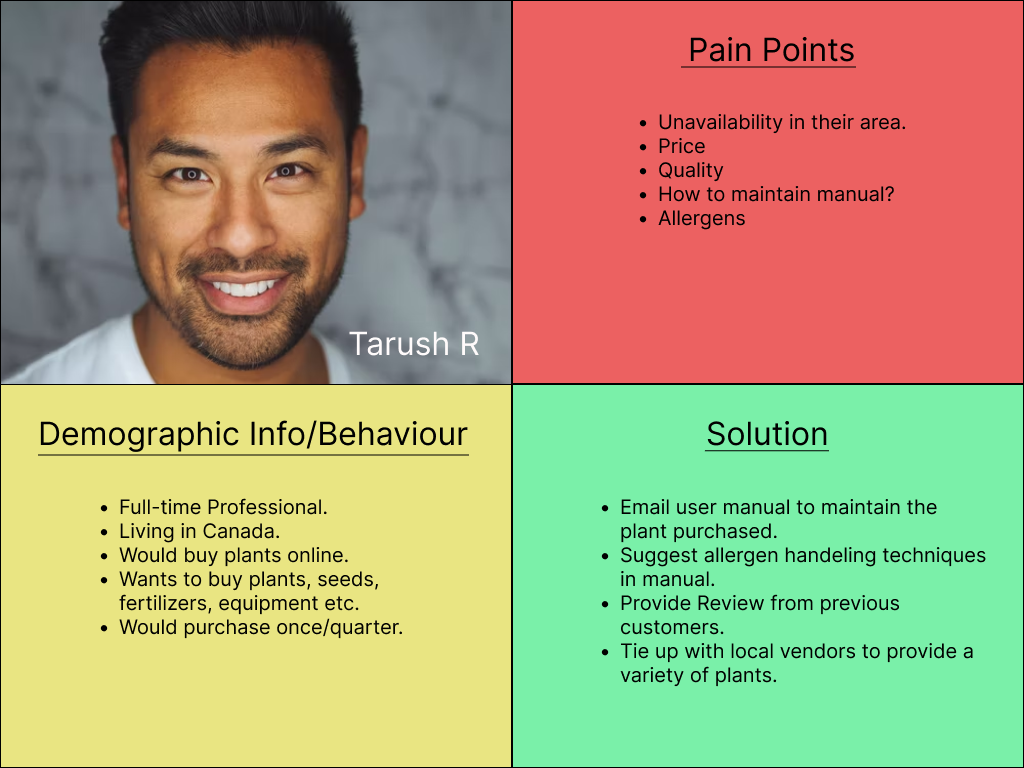 Tarush R
Pain Points
• Unavailability in their area.
• Price
• Quality
• How to maintain manual?
• Allergens
Demographic Info/Behaviour
• Full-time Professional.
• Living in Canada.
• Would buy plants online.
• Wants to buy plants, seeds,
fertilizers, equipment etc.
• Would purchase once/quarter.
Solution
• Email user manual to maintain the
plant purchased.
• Suggest allergen handeling techniques
in manual.
• Provide Review from previous
customers.
• Tie up with local vendors to provide a
variety of plants.